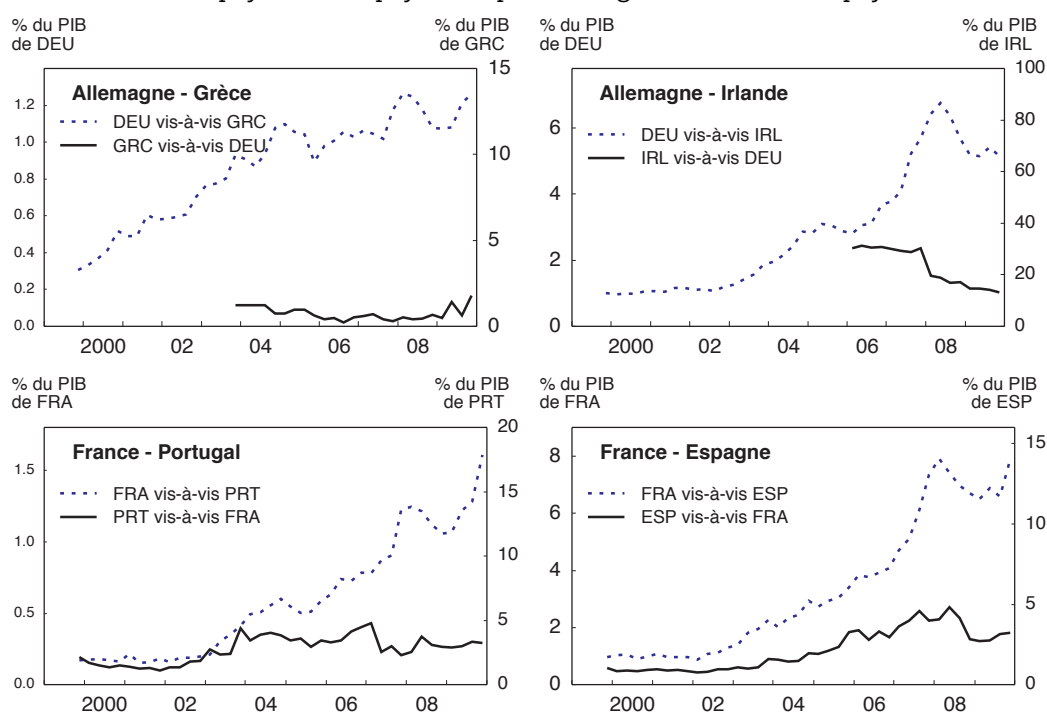 % du PIB
de DEU
% du PIB
de GRC
Allemagne - Grèce
DEU vis-à-vis GRC
GRC vis-à-vis DEU
1.2
1.0
0.8
0.6
0.4
0.2
0.0
15
10
5
0
2000 02 04 06 08
% du PIB
de DEU
% du PIB
de IRL
Allemagne - Irlande
DEU vis-à-vis IRL
IRL vis-à-vis DEU
6
4
2
0
100
80
60
40
20
0
2000 02 04 06 08
% du PIB
de FRA
% du PIB
de PRT
France - Portugal
FRA vis-à-vis PRT
PRT vis-à-vis FRA
1.5
1.0
0.5
0.0
20
15
10
5
0
2000 02 04 06 08
% du PIB
de FRA
% du PIB
de ESP
France - Espagne
FRA vis-à-vis ESP
ESP vis-à-vis FRA
8
6
4
2
0
15
10
5
0
2000 02 04 06 08